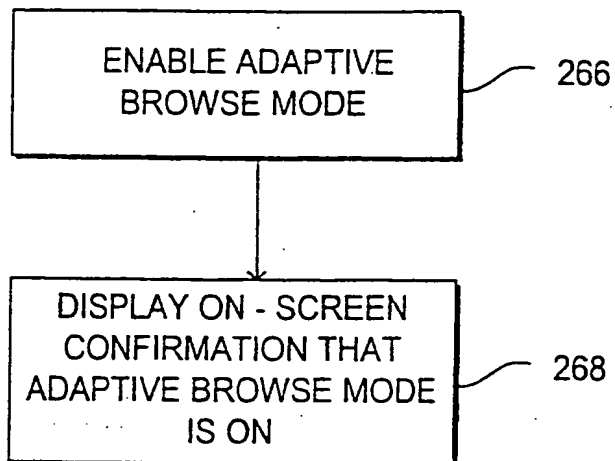 ENABLE ADAPTIVE
BROWSE MODE
266
DISPLAY ON - SCREEN
CONFIRMATION THAT
ADAPTIVE BROWSE MODE
IS ON
268